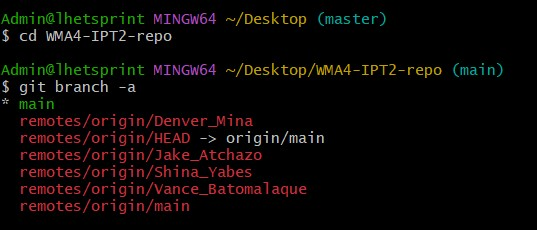 Admin@lhetsprint MINGW64 ~/Desktop (master)
$ cd WMA4-IPT2-repo
Admin@lhetsprint MINGW64 ~/Desktop/WMA4-IPT2-repo (main)
$ git branch -a
* main
remotes/origin/Denver_Mina
remotes/origin/HEAD -> origin/main
remotes/origin/Jake_Atchazo
remotes/origin/Shina_Yabes
remotes/origin/Vance_Batomalaque
remotes/origin/main